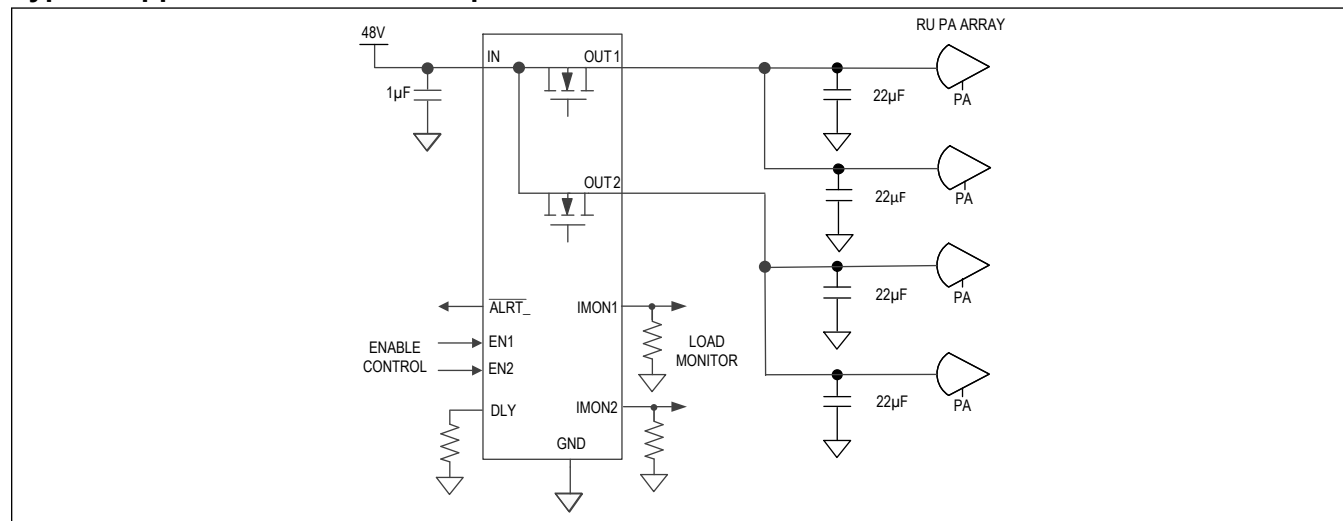 48V
IN
OUT1
1µF
22µF
RU PA ARRAY
PA
22µF
PA
OUT2
22µF
PA
22µF
PA
ALRT_
ENABLE
CONTROL
EN1
EN2
DLY
IMON1
LOAD
MONITOR
IMON2
GND